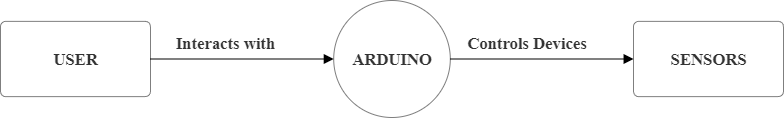 USER
Interacts with
ARDUINO
Controls Devices
SENSORS